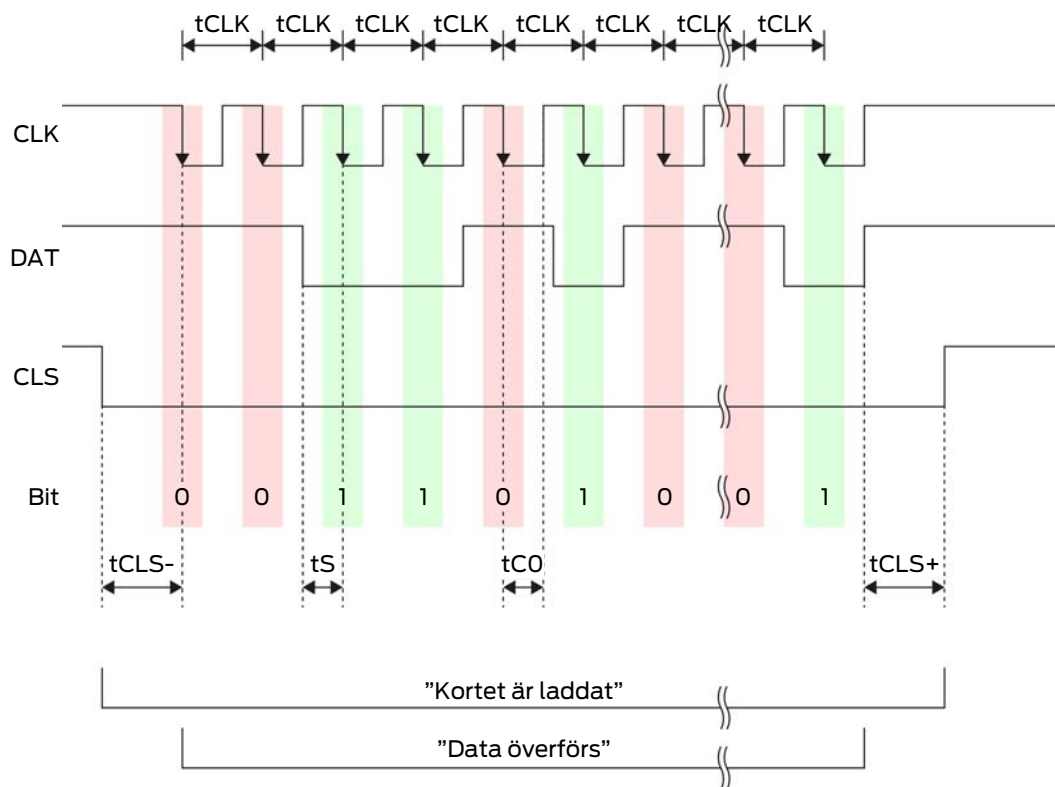 tCLK tCLK tCLK tCLK tCLK tCLK tCLK tCLK
CLK
DAT
CLS
Bit 0 0 1 1 0 1 0 0 1
tCLS- tS tC0 tCLS+
”Kortet är laddat”
”Data överförs”